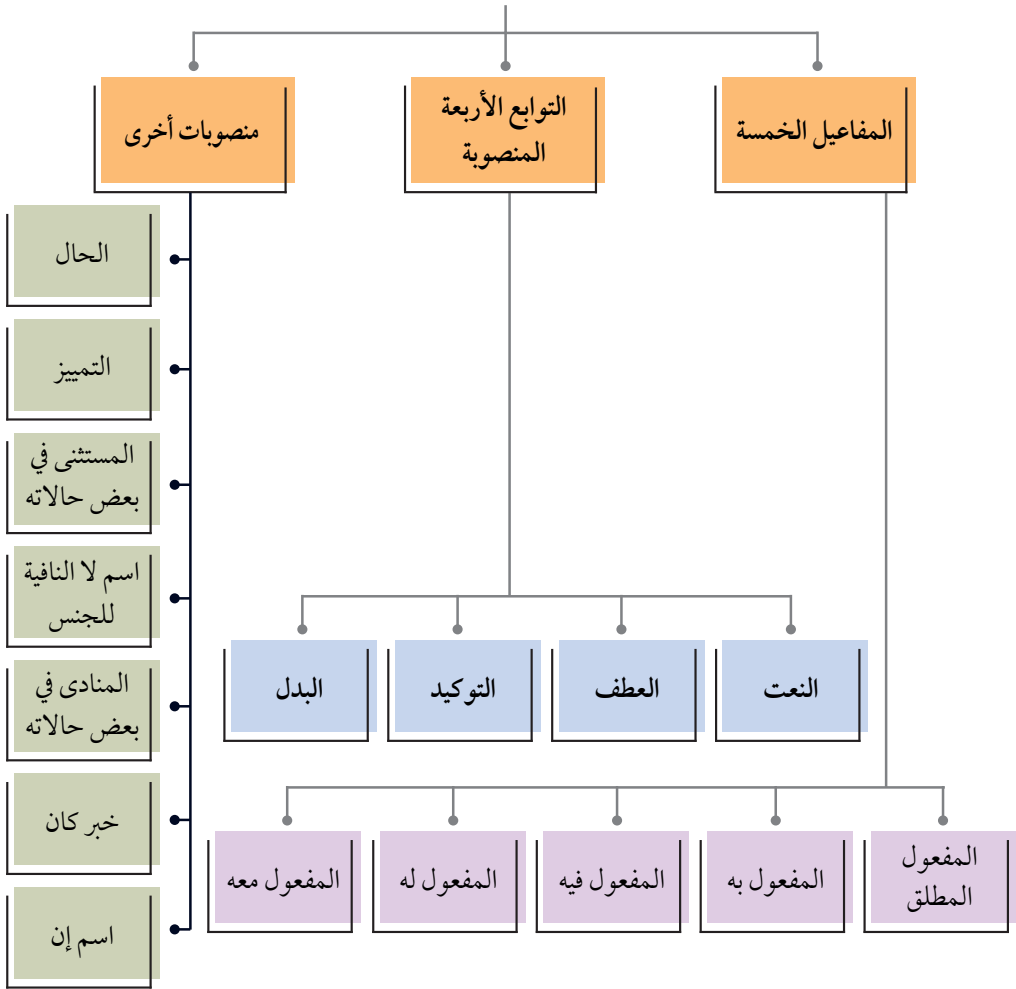 المفاعيل الخمسة
التوابع الأربعة
المنصوبة
منصوبات أخرى
الحال
التمييز
المستثنى في
بعض حالاته
اسم لا النافية
للجنس
المنادى في
بعض حالاته
خبر كان
اسم إن
النعت
العطف
التوكيد
البدل
المفعول
المطلق
المفعول به
المفعول فيه
المفعول له
المفعول معه